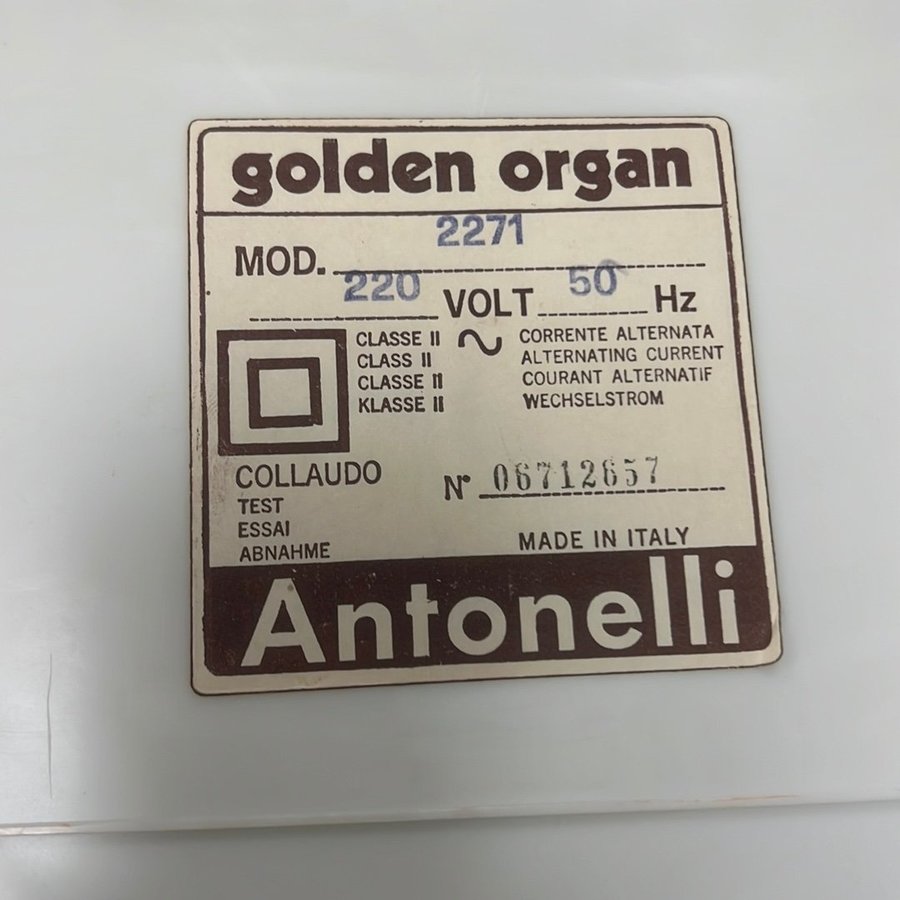 golden organ
MOD. 2271
220 VOLT 50 Hz
CLASSE II
CLASS II
CLASSE II
KLASSE II
CORRENTE ALTERNATA
ALTERNATING CURRENT
COURANT ALTERNATIF
WECHSELSTROM
COLLAUDO
TEST
ESSAI
ABNAHME
N° 06712657
MADE IN ITALY
Antonelli